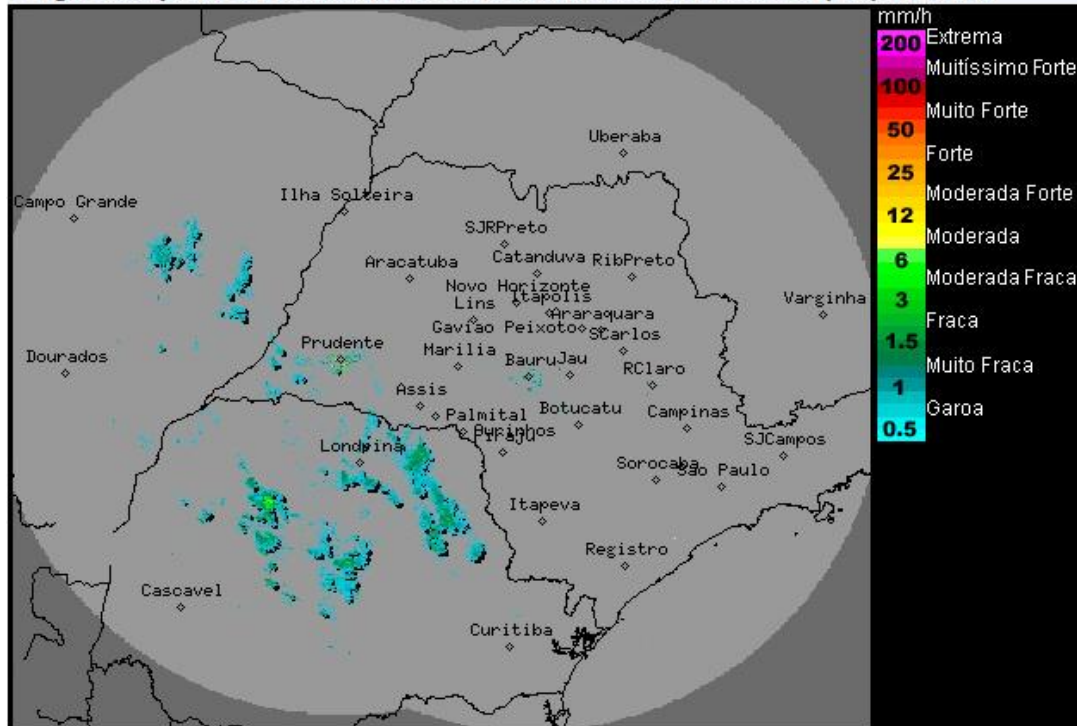 mm/h
200 Extrema
Muitíssimo Forte
100
Muito Forte
50
Forte
25
Moderada Forte
12
Moderada
6
Moderada Fraca
3
Fraca
1.5
Muito Fraca
1
Garoa
0.5
Uberaba
Campo Grande
Ilha Solteira
SJRPreto
Aracatuba
Catanduva
RibPreto
Novo Horizonte
Itapolis
Lins
Araraquara
Varginha
Gaviao Peixoto
SCarlos
Prudente
Dourados
Marilia
Bauru
Jau
RClaro
Assis
Palmital
Botucatu
Campinas
Ourinhos
Piraju
SJCampos
Londrina
Sorocaba
Sao Paulo
Itapeva
Registro
Cascavel
Curitiba